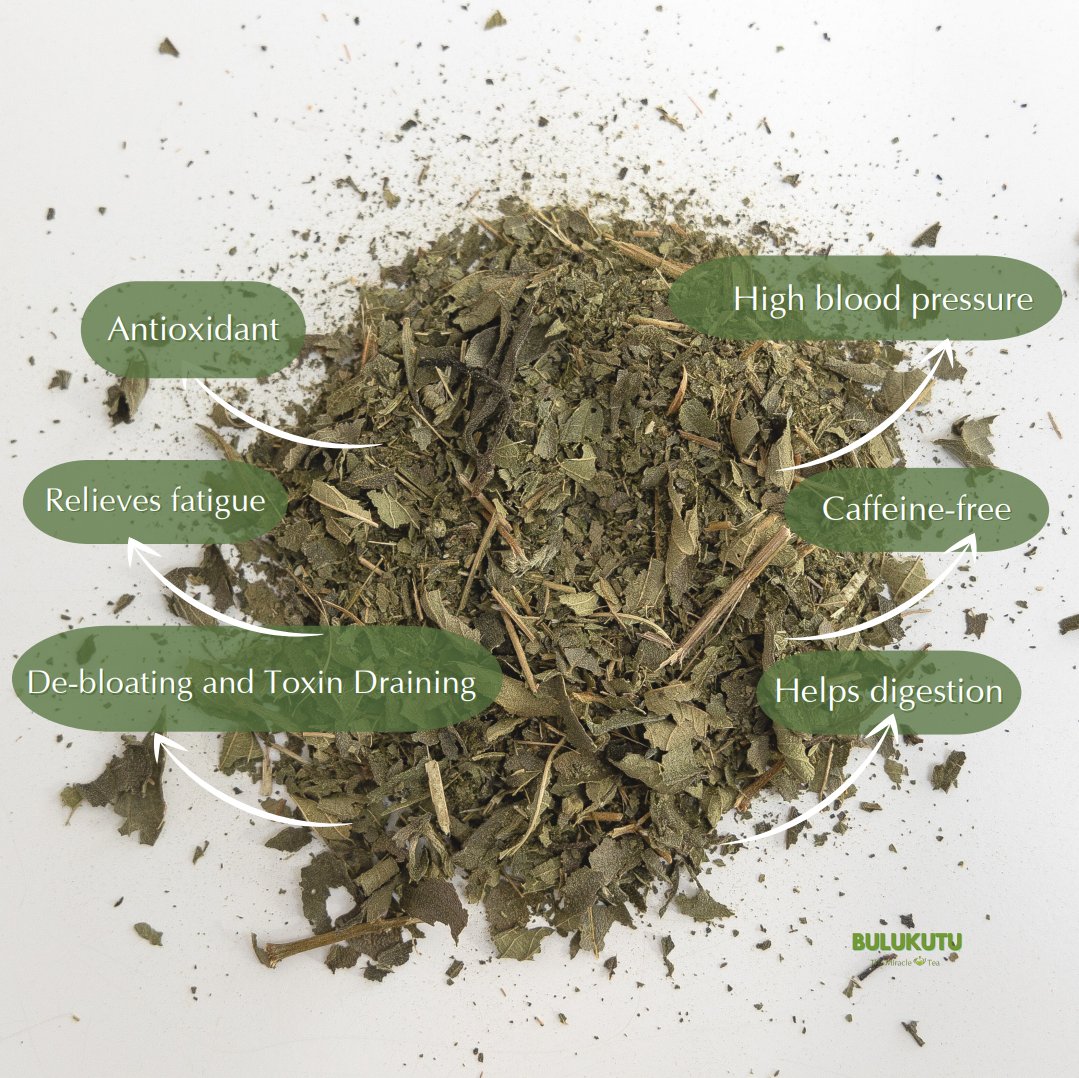 High blood pressure
Antioxidant
Relieves fatigue
Caffeine-free
De-bloating and Toxin Draining
Helps digestion
BULUKUTU
The Miracle Tea